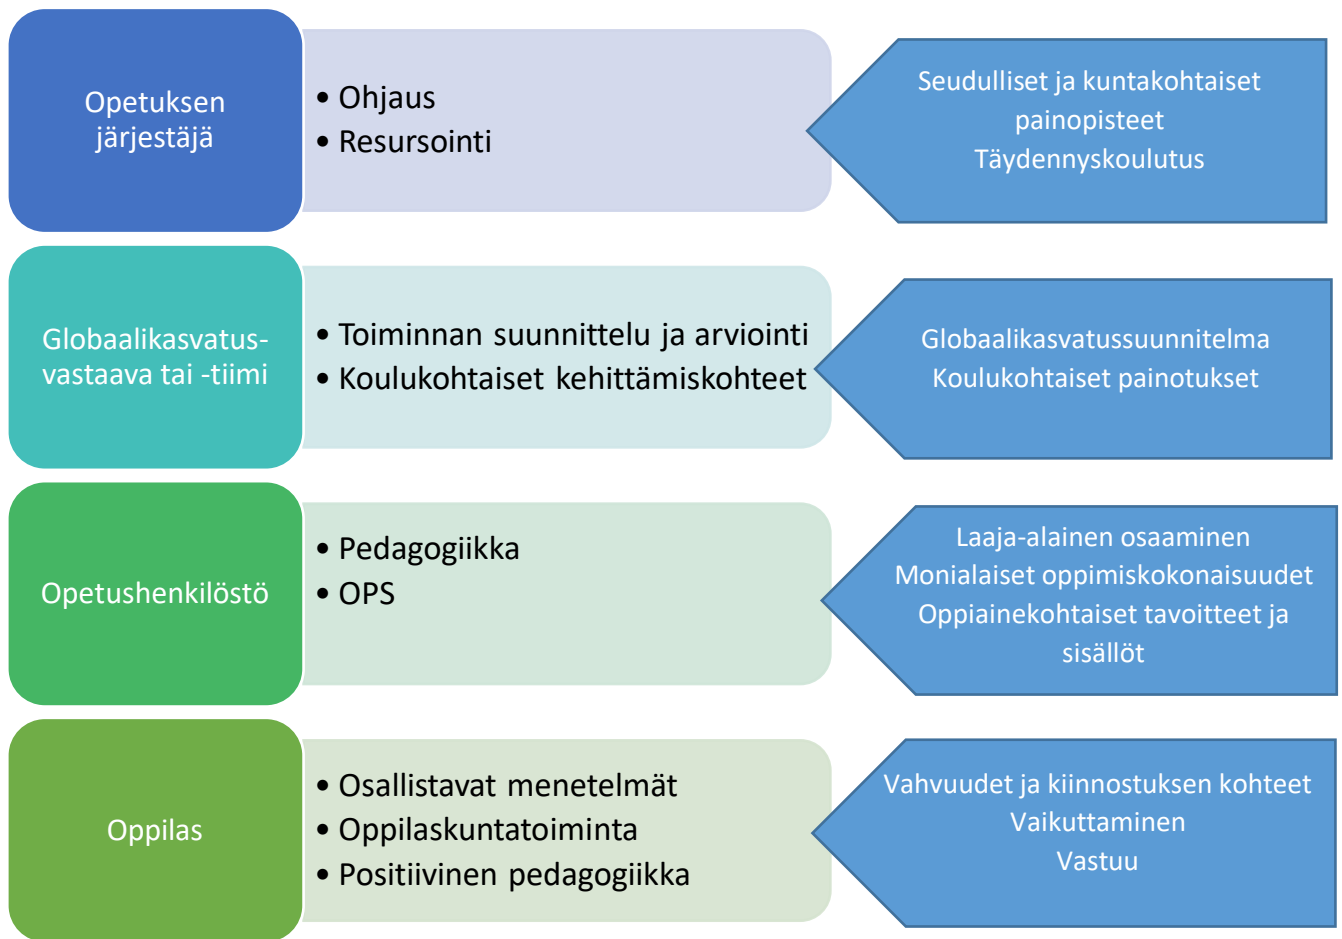 Opetuksen
järjestäjä
• Ohjaus
• Resursointi
Seudulliset ja kuntakohtaiset
painopisteet
Täydennyskoulutus
Globaalikasvatus-
vastaava tai -tiimi
• Toiminnan suunnittelu ja arviointi
• Koulukohtaiset kehittämiskohteet
Globaalikasvatussuunnitelma
Koulukohtaiset painotukset
Opetushenkilöstö
• Pedagogiikka
• OPS
Laaja-alainen osaaminen
Monialaiset oppimiskokonaisuudet
Oppiainekohtaiset tavoitteet ja
sisällöt
Oppilas
• Osallistavat menetelmät
• Oppilaskuntatoiminta
• Positiivinen pedagogiikka
Vahvuudet ja kiinnostuksen kohteet
Vaikuttaminen
Vastuu